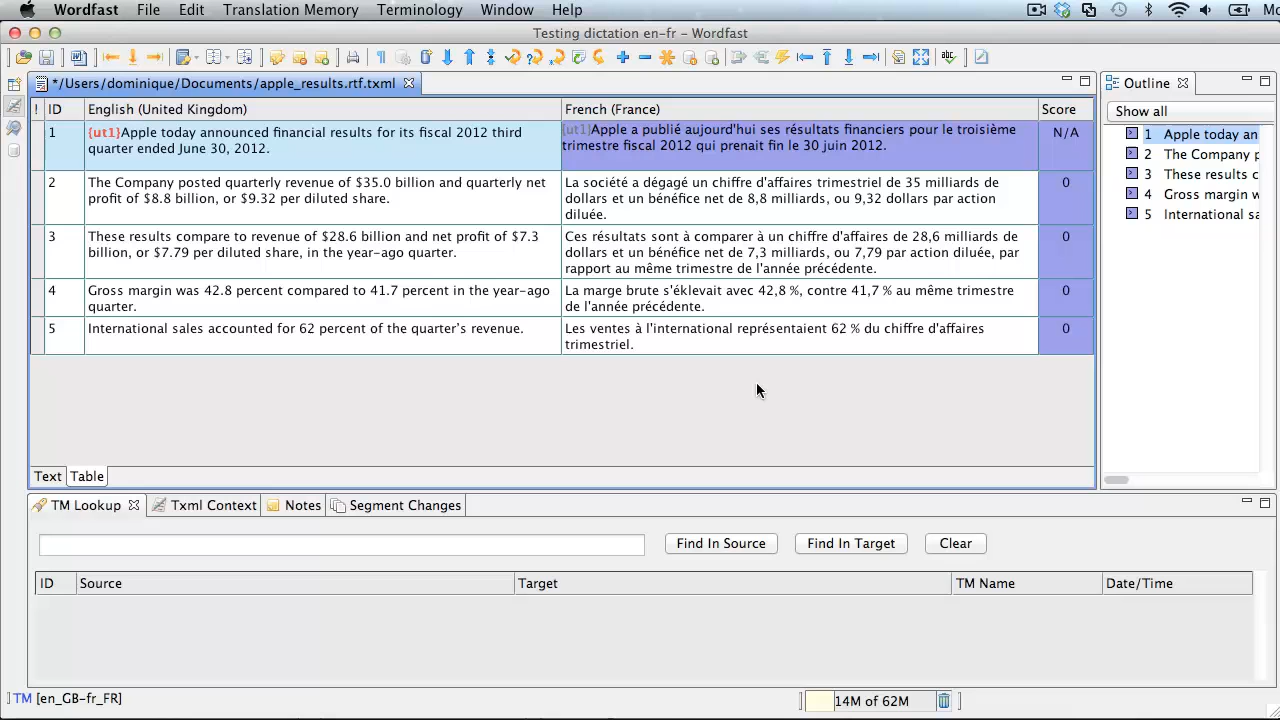 Wordfast File Edit Translation Memory Terminology Window Help
Testing dictation en-fr – Wordfast
*/Users/dominique/Documents/apple_results.rtf.txml
Outline
! ID English (United Kingdom) French (France) Score
Show all
1 {ut1}Apple today announced financial results for its fiscal 2012 third
quarter ended June 30, 2012.
{ut1}Apple a publié aujourd'hui ses résultats financiers pour le troisième
trimestre fiscal 2012 qui prenait fin le 30 juin 2012.
N/A
2 The Company posted quarterly revenue of $35.0 billion and quarterly net
profit of $8.8 billion, or $9.32 per diluted share.
La société a dégagé un chiffre d'affaires trimestriel de 35 milliards de
dollars et un bénéfice net de 8,8 milliards, ou 9,32 dollars par action
diluée.
0
3 These results compare to revenue of $28.6 billion and net profit of $7.3
billion, or $7.79 per diluted share, in the year-ago quarter.
Ces résultats sont à comparer à un chiffre d'affaires de 28,6 milliards de
dollars et un bénéfice net de 7,3 milliards, ou 7,79 par action diluée, par
rapport au même trimestre de l'année précédente.
0
4 Gross margin was 42.8 percent compared to 41.7 percent in the year-ago
quarter.
La marge brute s'éklevait avec 42,8 %, contre 41,7 % au même trimestre
de l'année précédente.
0
5 International sales accounted for 62 percent of the quarter's revenue.
Les ventes à l'international représentaient 62 % du chiffre d'affaires
trimestriel.
0
1 Apple today an
2 The Company p
3 These results c
4 Gross margin w
5 International sa
Text Table
TM Lookup Txml Context Notes Segment Changes
Find In Source Find In Target Clear
ID Source Target TM Name Date/Time
TM [en_GB-fr_FR]
14M of 62M